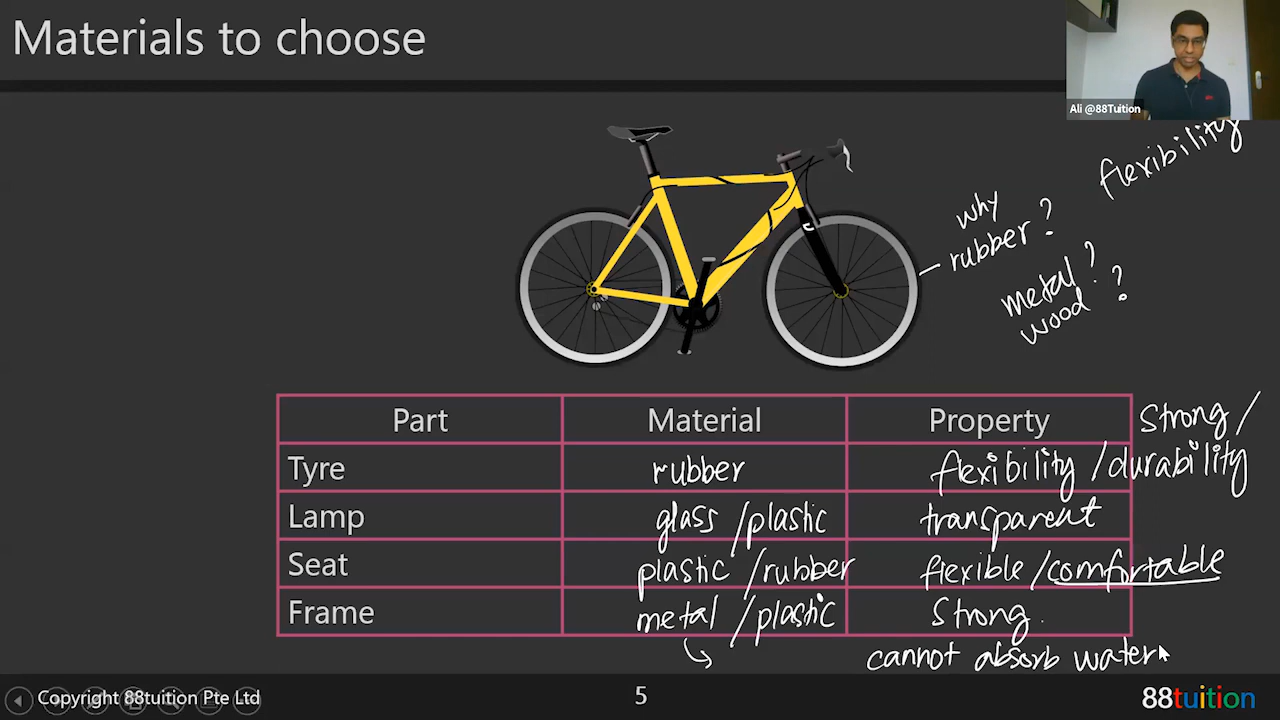 Materials to choose
Ali @88Tuition
flexibility
why
rubber?
metal?
wood?
Part Material Property
Strong/
Tyre rubber flexibility/durability
Lamp glass/plastic transparent
Seat plastic/rubber flexible/comfortable
Frame metal/plastic Strong.
cannot absorb water
Copyright 88tuition Pte Ltd
5
88tuition